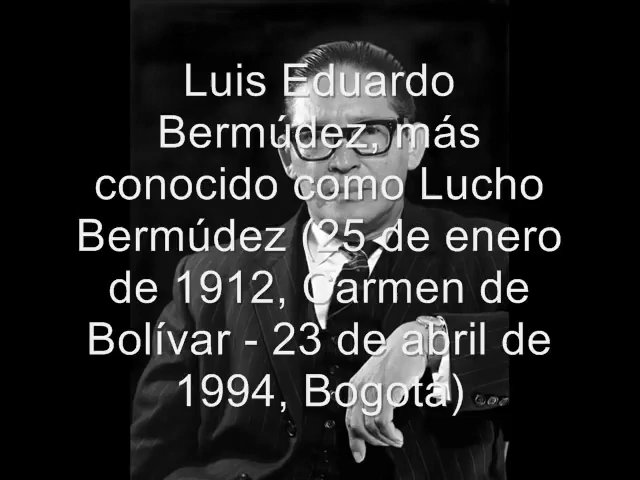 Luis Eduardo
Bermúdez, más
conocido como Lucho
Bermúdez (25 de enero
de 1912, Carmen de
Bolívar - 23 de abril de
1994, Bogotá)